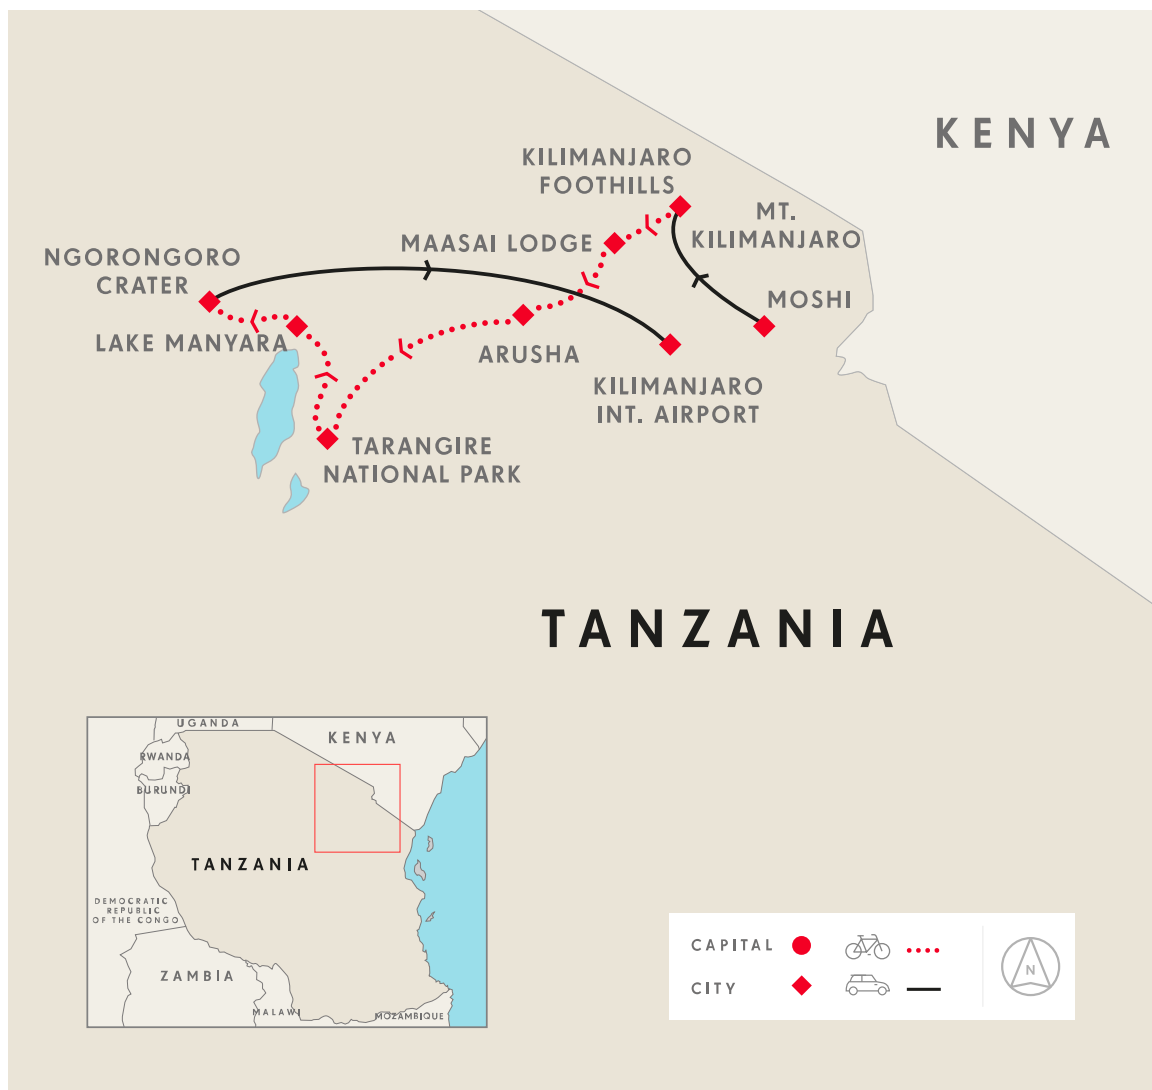 KENYA
KILIMANJARO
FOOTHILLS
MT.
KILIMANJARO
MAASAI LODGE
NGORONGORO
CRATER
MOSHI
LAKE MANYARA
ARUSHA
KILIMANJARO
INT. AIRPORT
TARANGIRE
NATIONAL PARK
TANZANIA
UGANDA
KENYA
RWANDA
BURUNDI
TANZANIA
DEMOCRATIC
REPUBLIC
OF THE CONGO
ZAMBIA
MALAWI
MOZAMBIQUE
CAPITAL
CITY
N